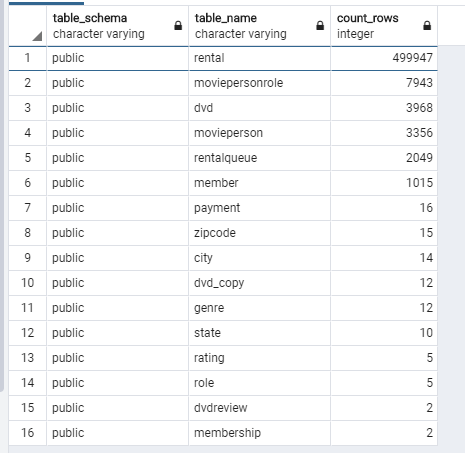 table_schema table_name count_rows
character varying character varying integer
1 public rental 499947
2 public moviepersonrole 7943
3 public dvd 3968
4 public movieperson 3356
5 public rentalqueue 2049
6 public member 1015
7 public payment 16
8 public zipcode 15
9 public city 14
10 public dvd_copy 12
11 public genre 12
12 public state 10
13 public rating 5
14 public role 5
15 public dvdreview 2
16 public membership 2